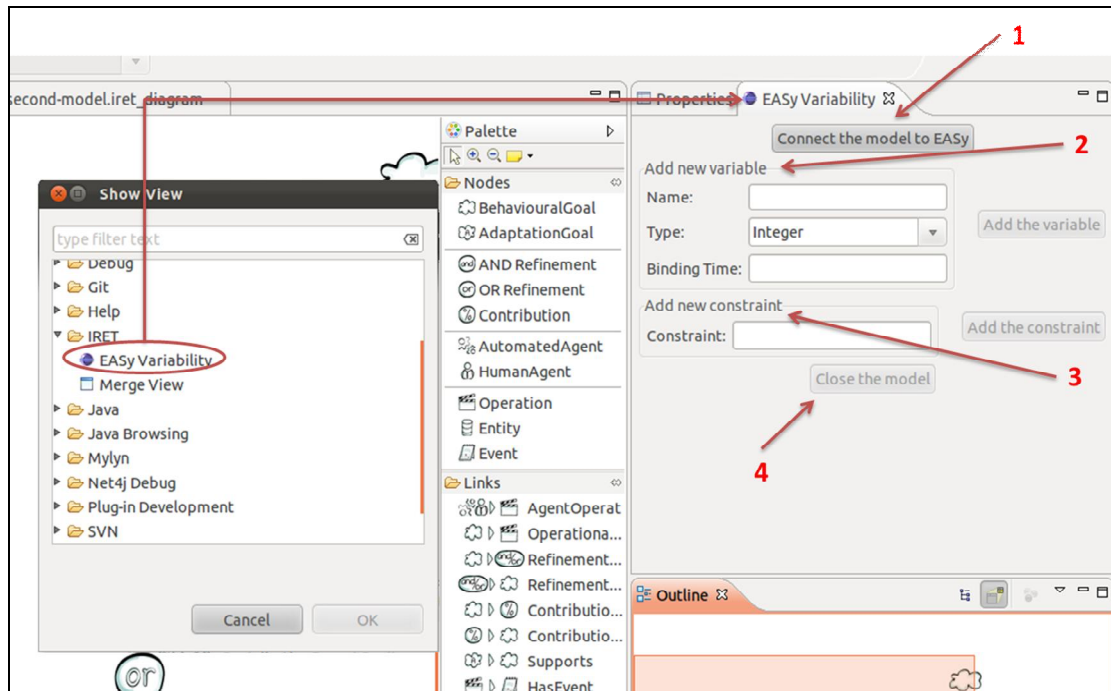 1
second-model.iret_diagram
Properties
EASy Variability
Connect the model to EASy
2
Add new variable
Name:
Type:
Integer
Add the variable
Binding Time:
Add new constraint
Constraint:
Add the constraint
3
Close the model
4
Palette
Nodes
BehaviouralGoal
AdaptationGoal
and AND Refinement
or OR Refinement
Contribution
AutomatedAgent
HumanAgent
Operation
Entity
Event
Links
AgentOperat
Operationa...
Refinement...
Refinement...
Contributio...
Contributio...
Supports
HasEvent
Show View
type filter text
Debug
Git
Help
IRET
EASy Variability
Merge View
Java
Java Browsing
Mylyn
Net4j Debug
Plug-in Development
SVN
Cancel
OK
or
Outline